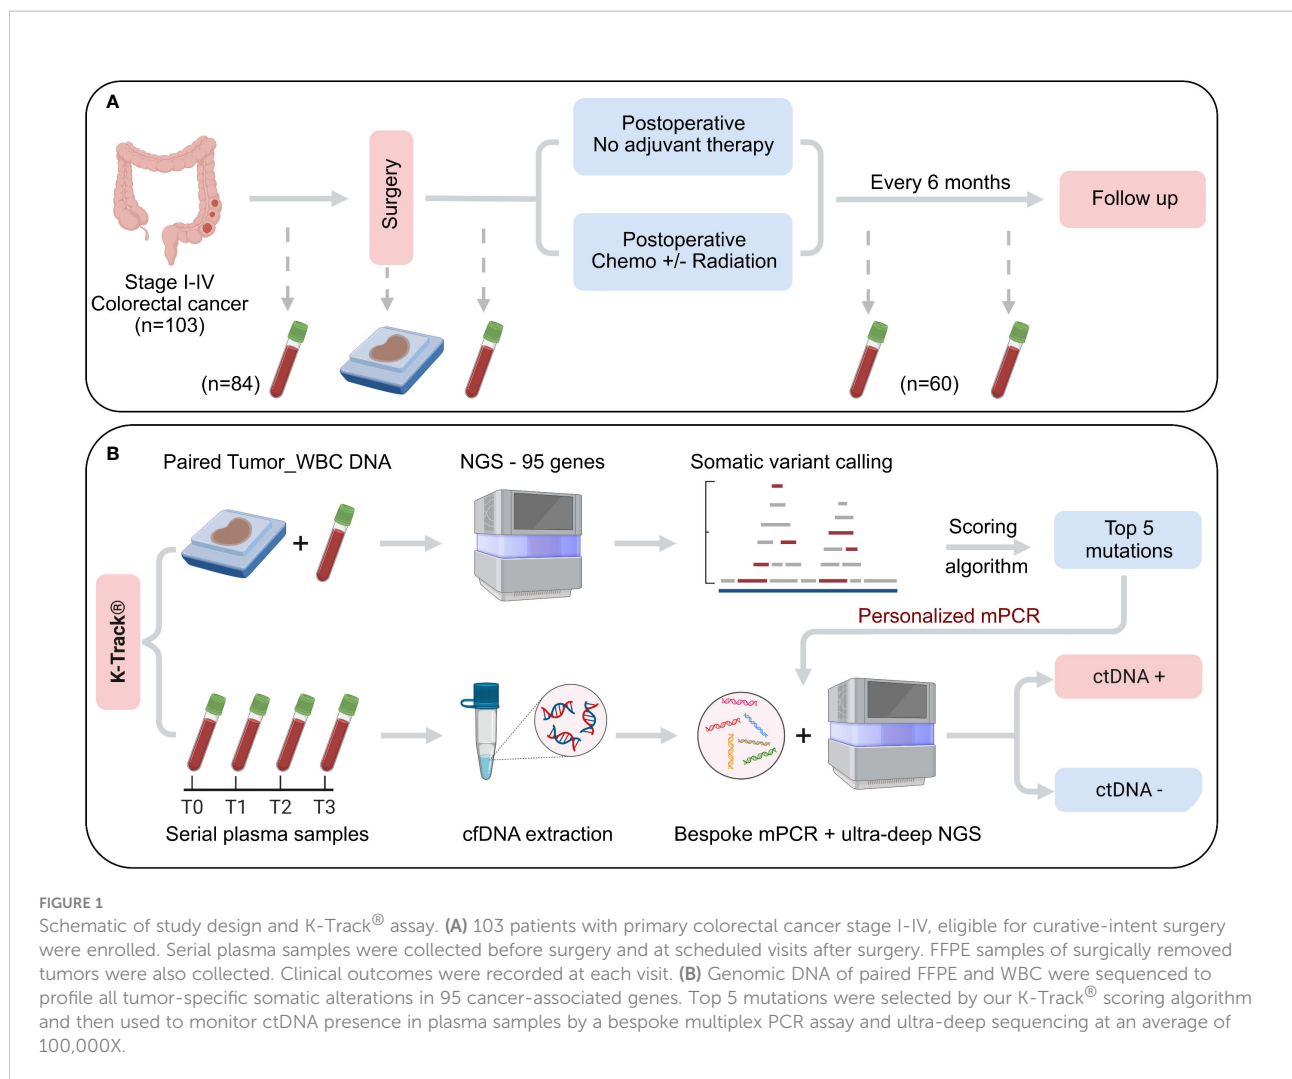 A
Stage I-IV
Colorectal cancer
(n=103)
(n=84)
Surgery
Postoperative
No adjuvant therapy
Postoperative
Chemo +/- Radiation
Every 6 months
(n=60)
Follow up
B
K-Track®
Paired Tumor_WBC DNA
+
NGS - 95 genes
Somatic variant calling
Scoring
algorithm
Top 5
mutations
Personalized mPCR
T0 T1 T2 T3
Serial plasma samples
cfDNA extraction
+
Bespoke mPCR + ultra-deep NGS
ctDNA +
ctDNA -
FIGURE 1
Schematic of study design and K-Track® assay. (A) 103 patients with primary colorectal cancer stage I-IV, eligible for curative-intent surgery
were enrolled. Serial plasma samples were collected before surgery and at scheduled visits after surgery. FFPE samples of surgically removed
tumors were also collected. Clinical outcomes were recorded at each visit. (B) Genomic DNA of paired FFPE and WBC were sequenced to
profile all tumor-specific somatic alterations in 95 cancer-associated genes. Top 5 mutations were selected by our K-Track® scoring algorithm
and then used to monitor ctDNA presence in plasma samples by a bespoke multiplex PCR assay and ultra-deep sequencing at an average of
100,000X.